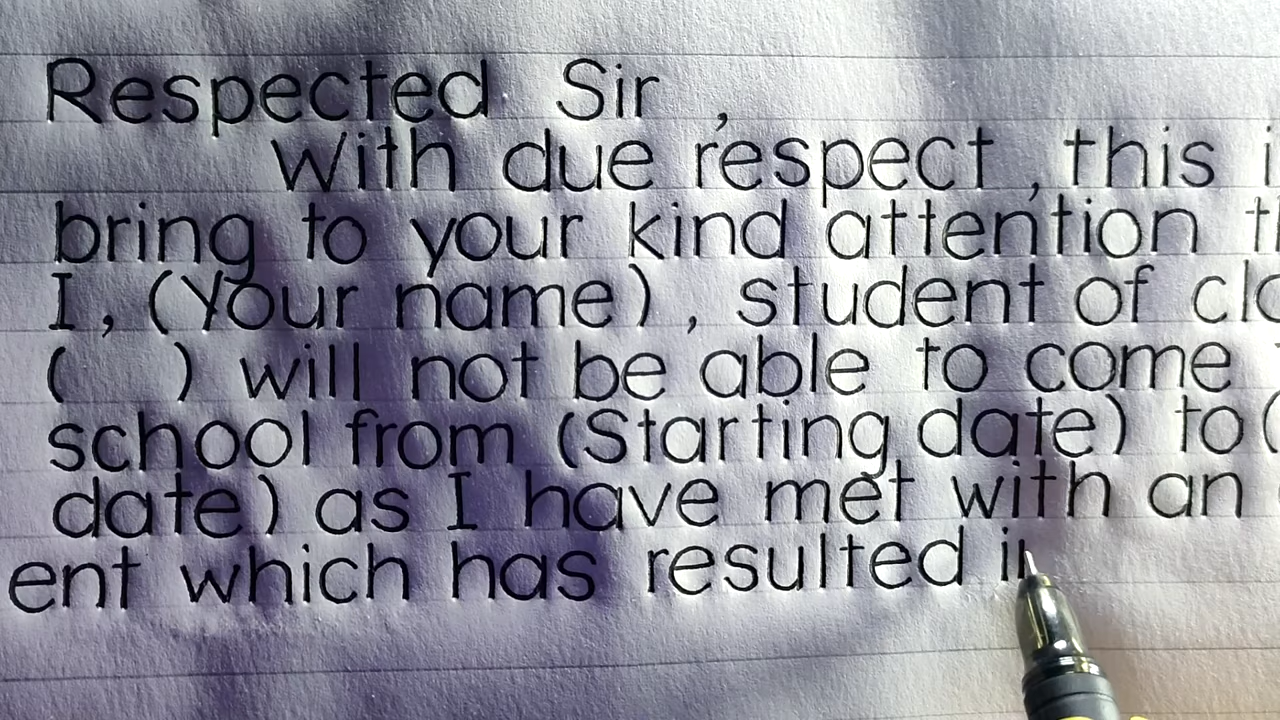 Respected Sir ,
With due respect , this i
bring to your kind attention t
I , (Your name) , student of cl
( ) will not be able to come
school from (Starting date) to (
date) as I have met with an
ent which has resulted i